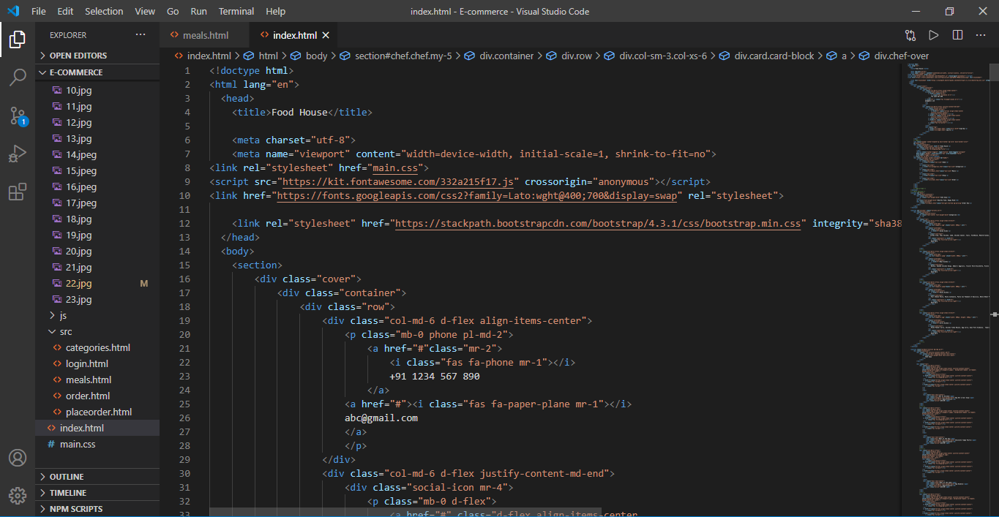 File Edit Selection View Go Run Terminal Help index.html - E-commerce - Visual Studio Code
EXPLORER
OPEN EDITORS
E-COMMERCE
10.jpg
11.jpg
12.jpg
13.jpg
14.jpeg
15.jpeg
16.jpeg
17.jpeg
18.jpg
19.jpg
20.jpg
21.jpg
22.jpg M
23.jpg
js
src
categories.html
login.html
meals.html
order.html
placeorder.html
index.html
# main.css
OUTLINE
TIMELINE
NPM SCRIPTS
1
meals.html index.html
index.html > html > body > section#chef.chef.my-5 > div.container > div.row > div.col-sm-3.col-xs-6 > div.card.card-block > a > div.chef-over
1 <!doctype html>
2 <html lang="en">
3 <head>
4 <title>Food House</title>
5
6 <meta charset="utf-8">
7 <meta name="viewport" content="width=device-width, initial-scale=1, shrink-to-fit=no">
8 <link rel="stylesheet" href="main.css">
9 <script src="https://kit.fontawesome.com/332a215f17.js" crossorigin="anonymous"></script>
10 <link href="https://fonts.googleapis.com/css2?family=Lato:wght@400;700&display=swap" rel="stylesheet">
11
12 <link rel="stylesheet" href="https://stackpath.bootstrapcdn.com/bootstrap/4.3.1/css/bootstrap.min.css" integrity="sha38
13 </head>
14 <body>
15 <section>
16 <div class="cover">
17 <div class="container">
18 <div class="row">
19 <div class="col-md-6 d-flex align-items-center">
20 <p class="mb-0 phone pl-md-2">
21 <a href="#"class="mr-2">
22 <i class="fas fa-phone mr-1"></i>
23 +91 1234 567 890
24 </a>
25 <a href="#"><i class="fas fa-paper-plane mr-1"></i>
26 abc@gmail.com
27 </a>
28 </p>
29 </div>
30 <div class="col-md-6 d-flex justify-content-md-end">
31 <div class="social-icon mr-4">
32 <p class="mb-0 d-flex">
33 <a href="#" class="d-flex align-items-center